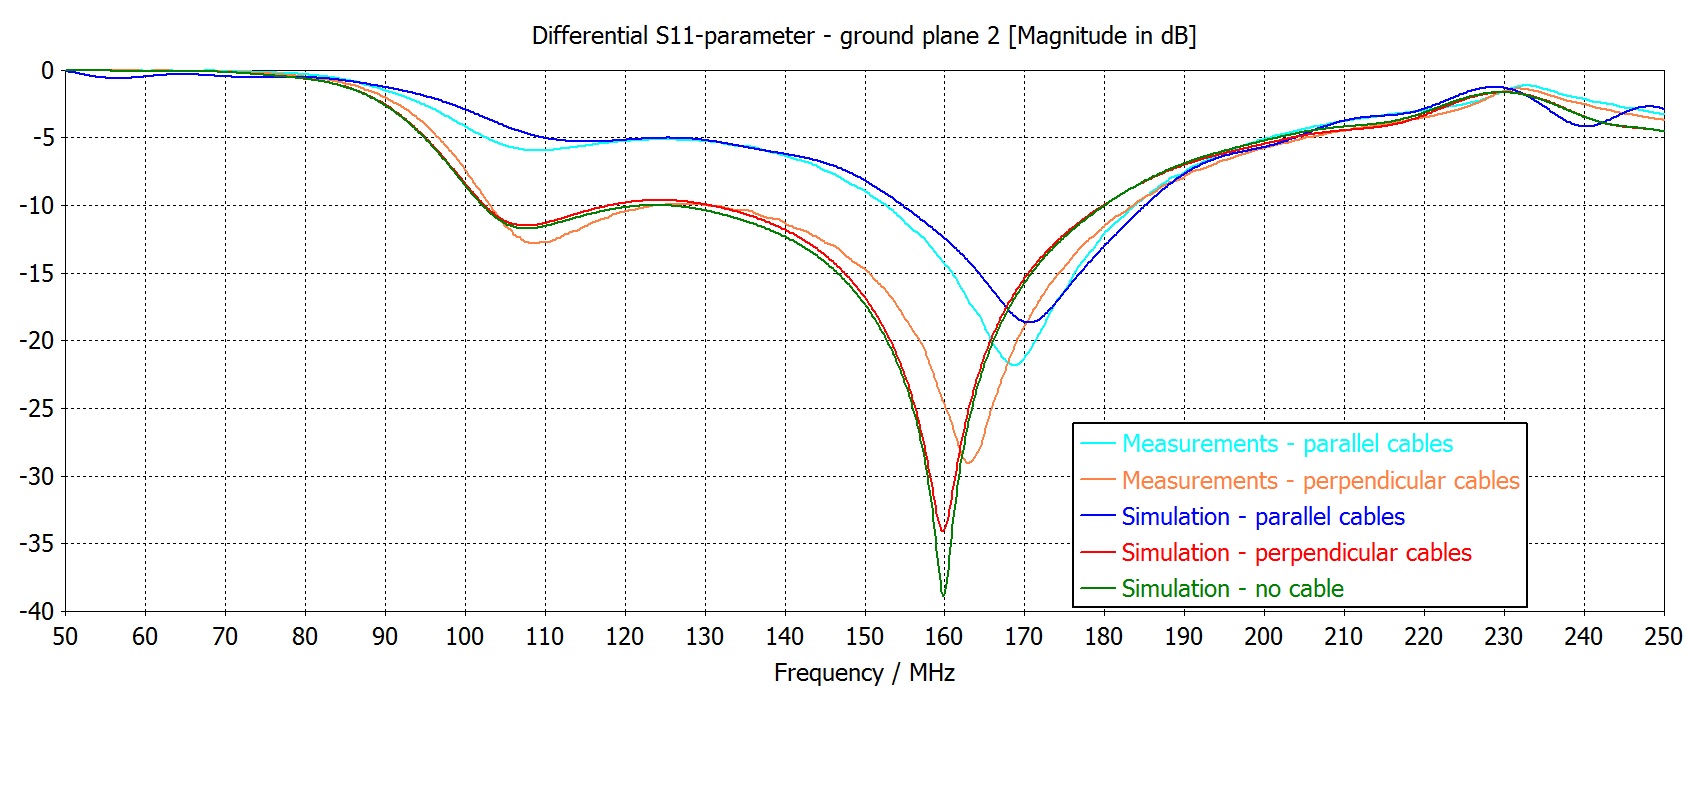 Differential S11-parameter - ground plane 2 [Magnitude in dB]
0
-5
-10
-15
-20
-25
-30
-35
-40
Measurements - parallel cables
Measurements - perpendicular cables
Simulation - parallel cables
Simulation - perpendicular cables
Simulation - no cable
50 60 70 80 90 100 110 120 130 140 150 160 170 180 190 200 210 220 230 240 250
Frequency / MHz